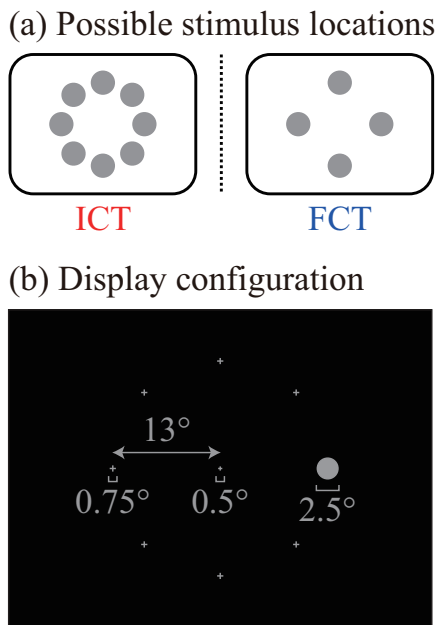 (a) Possible stimulus locations
ICT FCT
(b) Display configuration
13°
0.75° 0.5° 2.5°